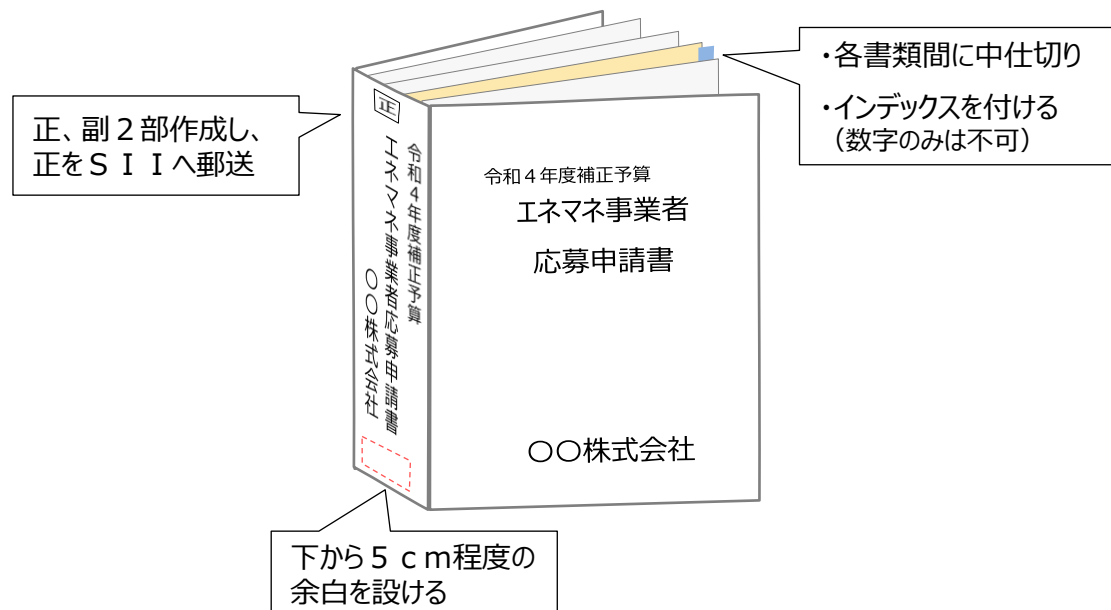 正、副２部作成し、
正をＳＩＩへ郵送
・各書類間に中仕切り
・インデックスを付ける
（数字のみは不可）
正
令和４年度補正予算
エネマネ事業者応募申請書
〇〇株式会社
令和４年度補正予算
エネマネ事業者
応募申請書
〇〇株式会社
下から５ｃｍ程度の
余白を設ける